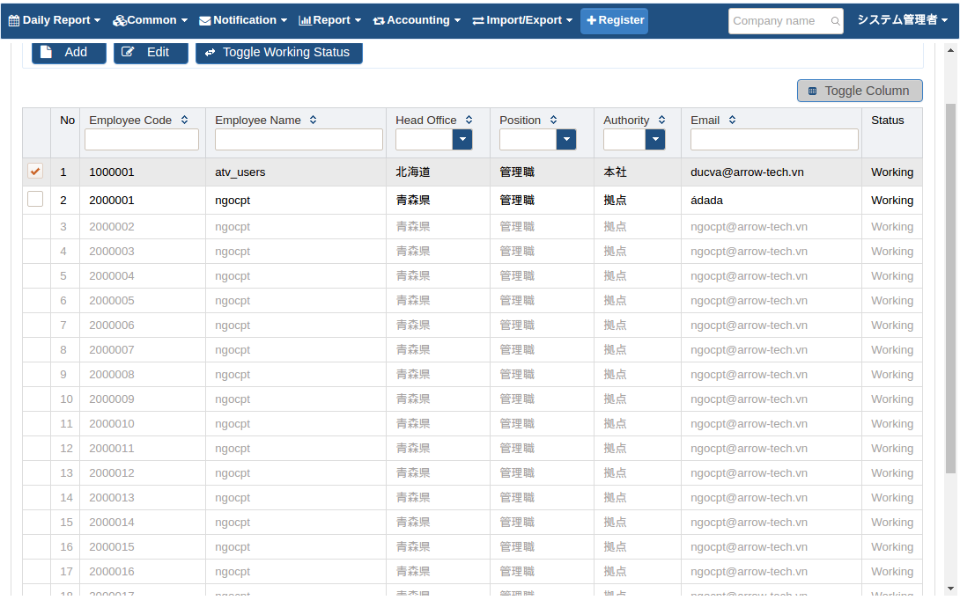 Daily Report Common Notification Report Accounting Import/Export Register Company name システム管理者
Add Edit Toggle Working Status
Toggle Column
No Employee Code Employee Name Head Office Position Authority Email Status
1 1000001 atv_users 北海道 管理職 本社 ducva@arrow-tech.vn Working
2 2000001 ngocpt 青森県 管理職 拠点 ádada Working
3 2000002 ngocpt 青森県 管理職 拠点 ngocpt@arrow-tech.vn Working
4 2000003 ngocpt 青森県 管理職 拠点 ngocpt@arrow-tech.vn Working
5 2000004 ngocpt 青森県 管理職 拠点 ngocpt@arrow-tech.vn Working
6 2000005 ngocpt 青森県 管理職 拠点 ngocpt@arrow-tech.vn Working
7 2000006 ngocpt 青森県 管理職 拠点 ngocpt@arrow-tech.vn Working
8 2000007 ngocpt 青森県 管理職 拠点 ngocpt@arrow-tech.vn Working
9 2000008 ngocpt 青森県 管理職 拠点 ngocpt@arrow-tech.vn Working
10 2000009 ngocpt 青森県 管理職 拠点 ngocpt@arrow-tech.vn Working
11 2000010 ngocpt 青森県 管理職 拠点 ngocpt@arrow-tech.vn Working
12 2000011 ngocpt 青森県 管理職 拠点 ngocpt@arrow-tech.vn Working
13 2000012 ngocpt 青森県 管理職 拠点 ngocpt@arrow-tech.vn Working
14 2000013 ngocpt 青森県 管理職 拠点 ngocpt@arrow-tech.vn Working
15 2000014 ngocpt 青森県 管理職 拠点 ngocpt@arrow-tech.vn Working
16 2000015 ngocpt 青森県 管理職 拠点 ngocpt@arrow-tech.vn Working
17 2000016 ngocpt 青森県 管理職 拠点 ngocpt@arrow-tech.vn Working